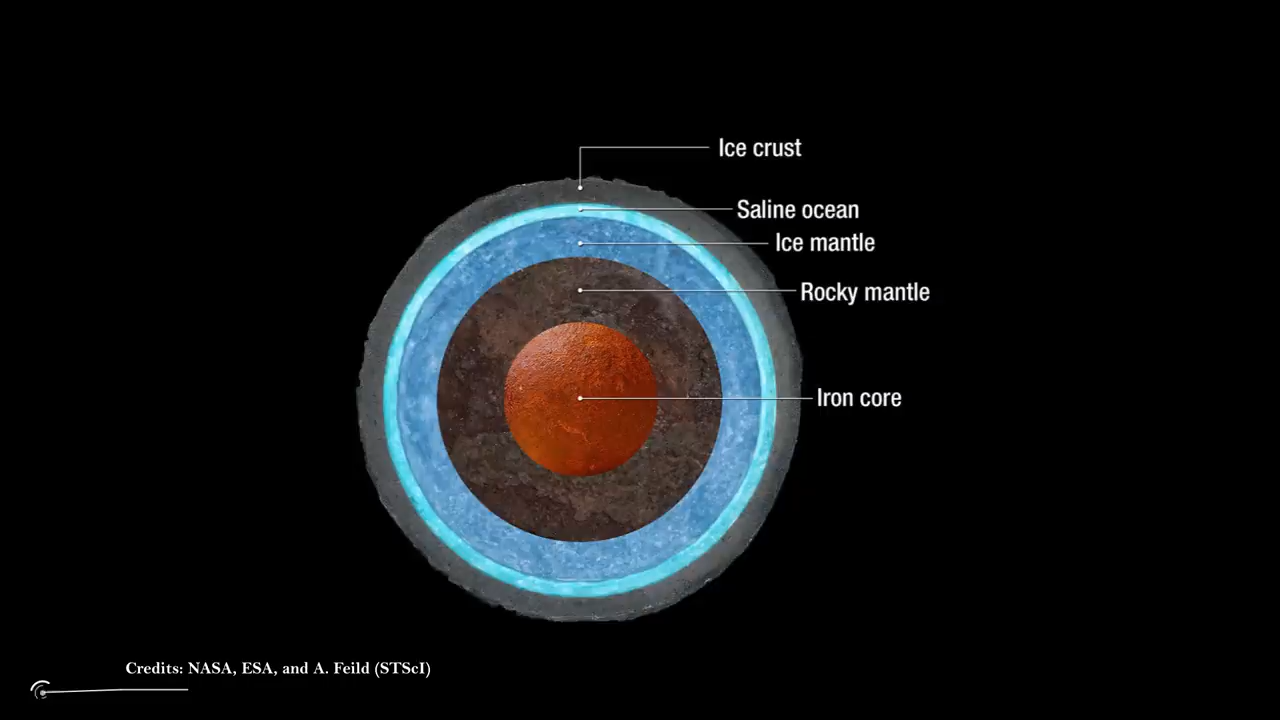 Ice crust
Saline ocean
Ice mantle
Rocky mantle
Iron core
Credits: NASA, ESA, and A. Feild (STScI)